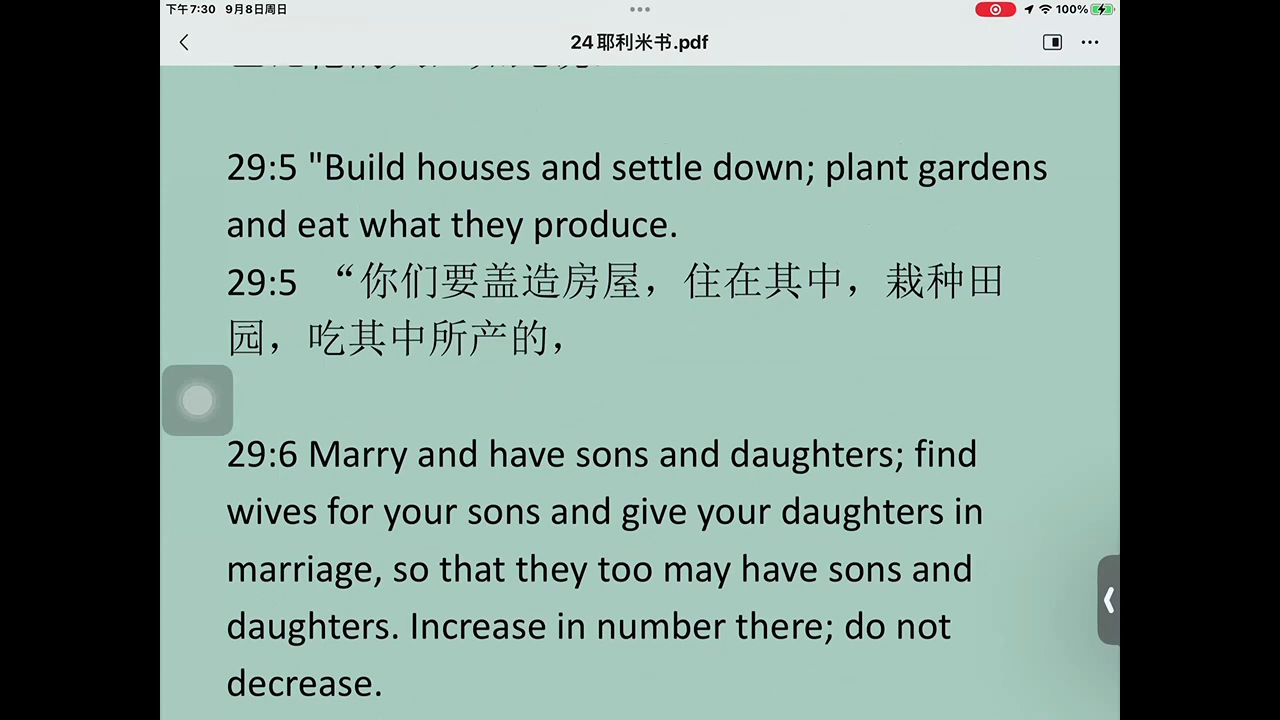 下午7:30 9月8日周日
100%
24耶利米书.pdf
29:5 "Build houses and settle down; plant gardens
and eat what they produce.
29:5 “你们要盖造房屋，住在其中，栽种田
园，吃其中所产的，
29:6 Marry and have sons and daughters; find
wives for your sons and give your daughters in
marriage, so that they too may have sons and
daughters. Increase in number there; do not
decrease.